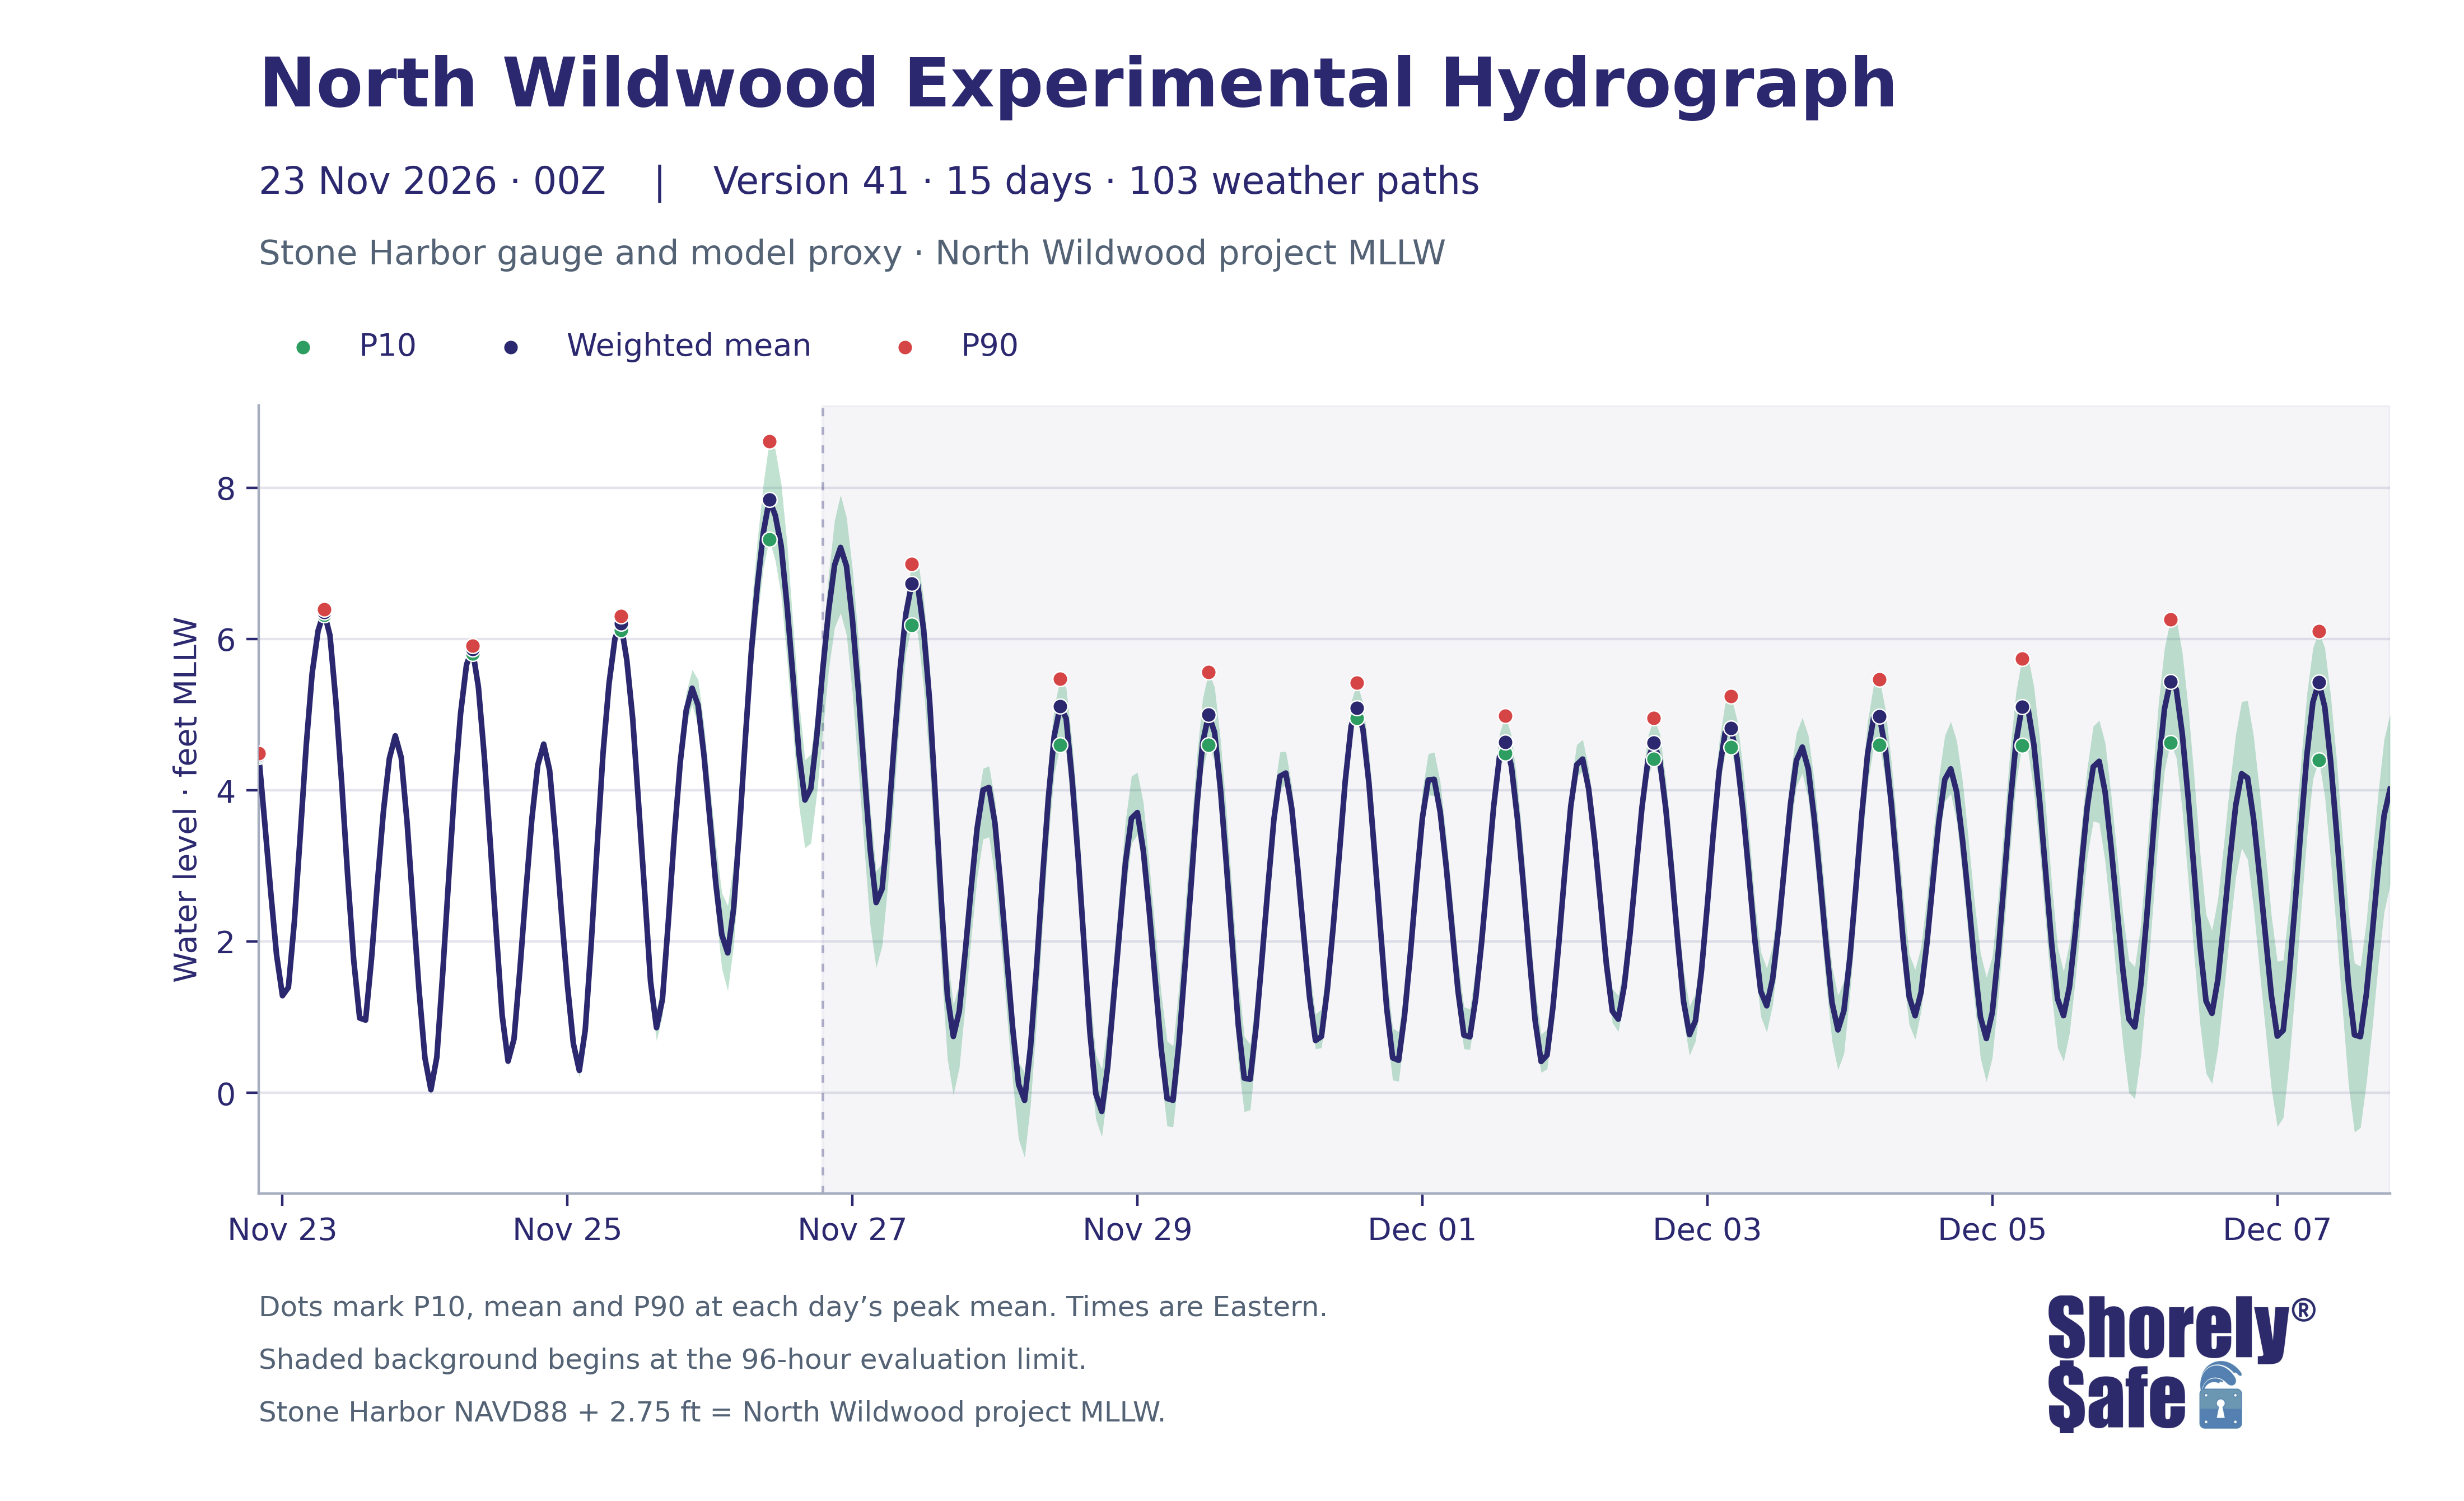 North Wildwood Experimental Hydrograph
23 Nov 2026 · 00Z | Version 41 · 15 days · 103 weather paths
Stone Harbor gauge and model proxy · North Wildwood project MLLW
P10 Weighted mean P90
Water level · feet MLLW
8
6
4
2
0
Nov 23 Nov 25 Nov 27 Nov 29 Dec 01 Dec 03 Dec 05 Dec 07
Dots mark P10, mean and P90 at each day’s peak mean. Times are Eastern.
Shaded background begins at the 96-hour evaluation limit.
Stone Harbor NAVD88 + 2.75 ft = North Wildwood project MLLW.
Shorely®
$afe